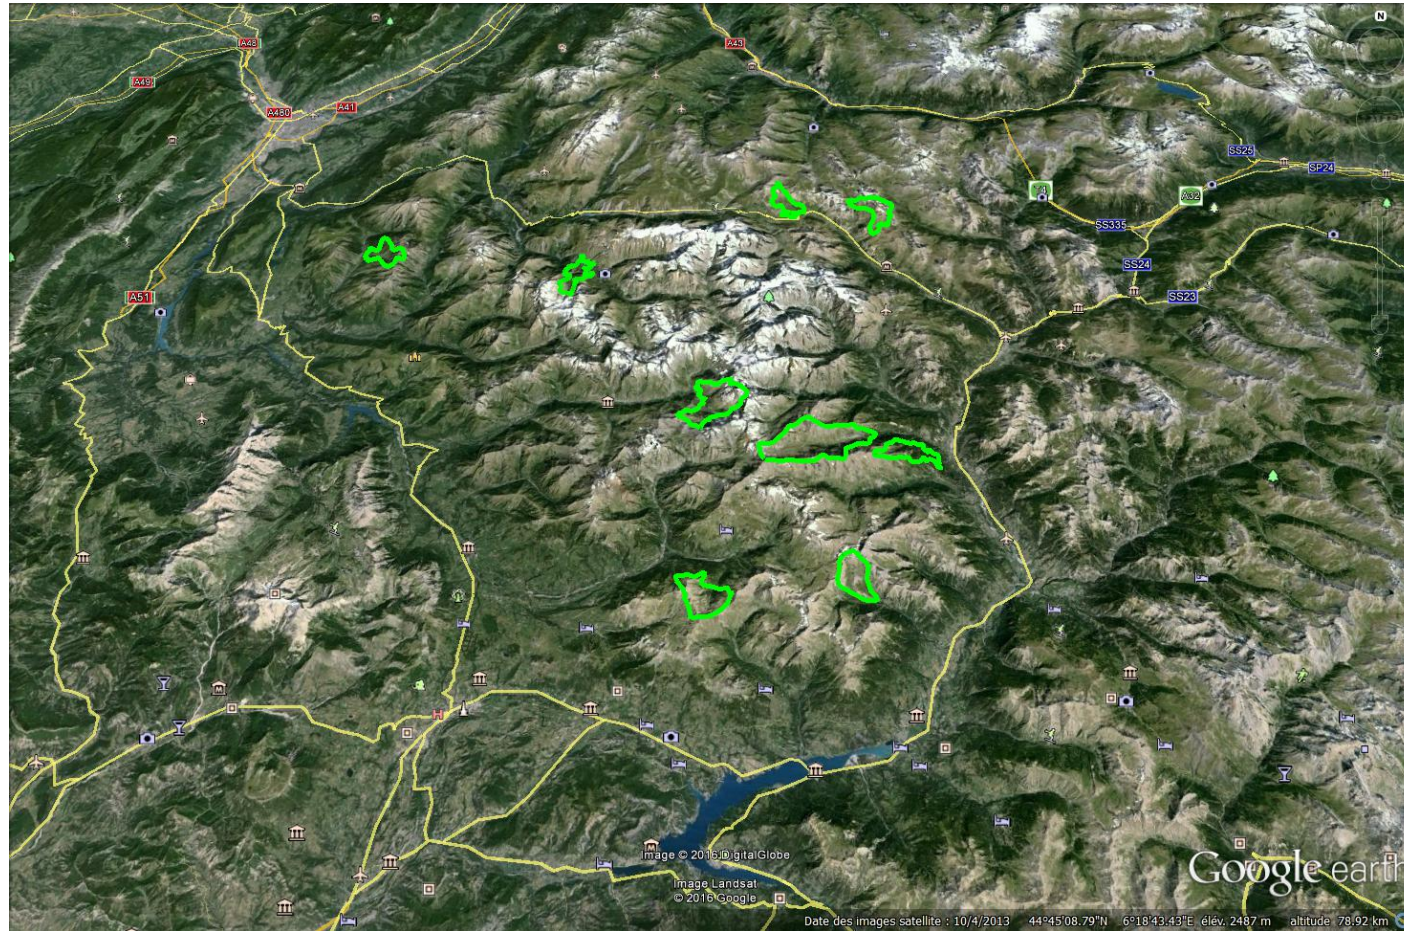 N
A48
A43
A49
A480
A41
SS25
SP24
A32
SS335
SS24
SS23
A51
H
Image © 2016 DigitalGlobe
Image Landsat
© 2016 Google
Google earth
Date des images satellite : 10/4/2013 44°45'08.79"N 6°18'43.43"E élév. 2487 m altitude 78.92 km